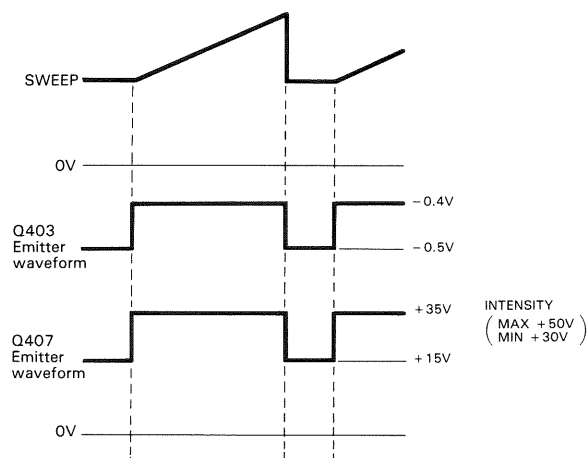 SWEEP
0V
Q403
Emitter
waveform
-0.4V
-0.5V
Q407
Emitter
waveform
+35V
+15V
INTENSITY
( MAX +50V )
( MIN +30V )
0V